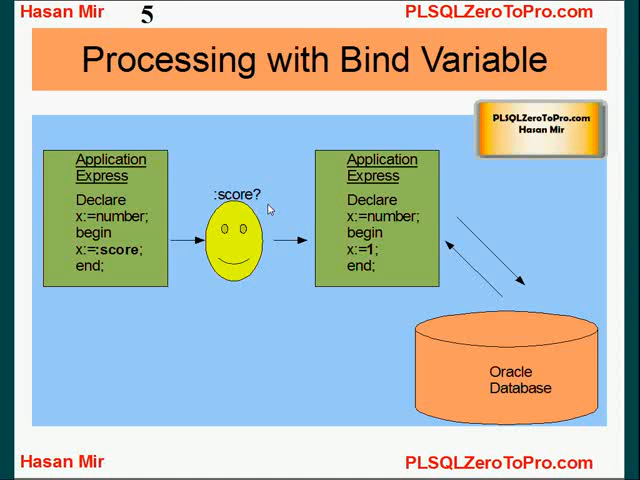 Hasan Mir
5
PLSQLZeroToPro.com
Processing with Bind Variable
PLSQLZeroToPro.com
Hasan Mir
Application
Express
Declare
x:=number;
begin
x:=:score;
end;
:score?
Application
Express
Declare
x:=number;
begin
x:=1;
end;
Oracle
Database
Hasan Mir
PLSQLZeroToPro.com